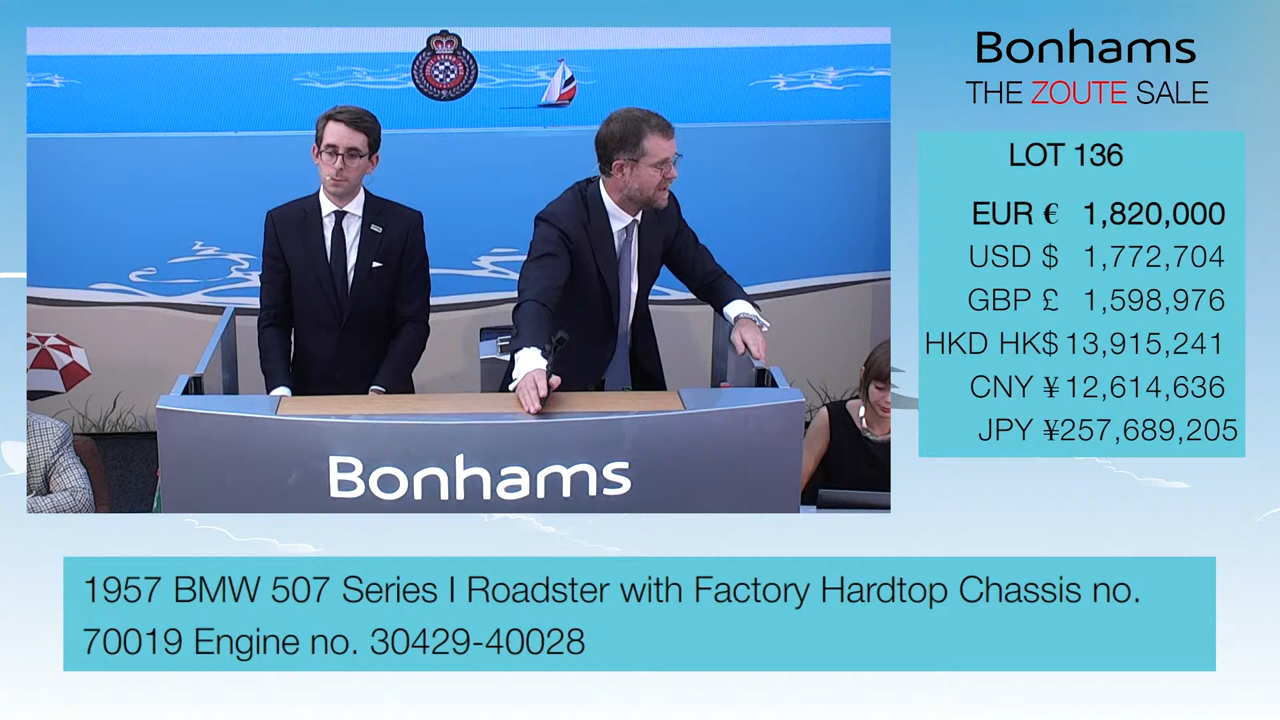 Bonhams
THE ZOUTE SALE
LOT 136
EUR € 1,820,000
USD $ 1,772,704
GBP £ 1,598,976
HKD HK$ 13,915,241
CNY ¥ 12,614,636
JPY ¥257,689,205
Bonhams
1957 BMW 507 Series I Roadster with Factory Hardtop Chassis no.
70019 Engine no. 30429-40028